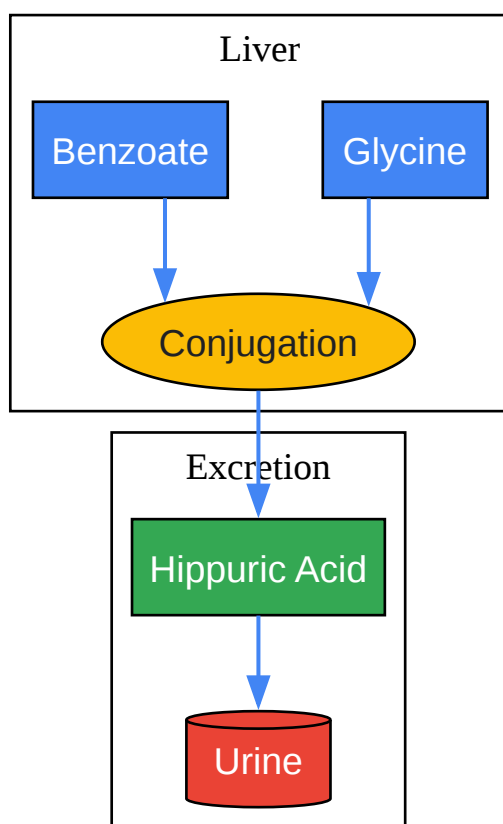 Liver
Benzoate
Glycine
Conjugation
Excretion
Hippuric Acid
Urine